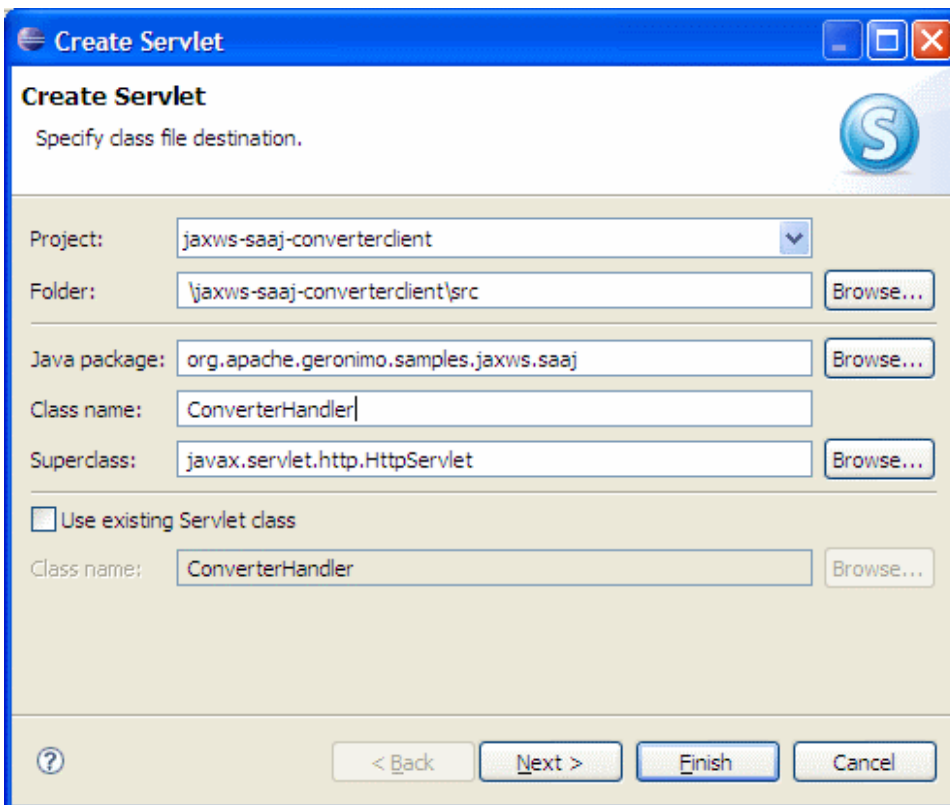 Create Servlet
Create Servlet
Specify class file destination.
S
Project: jaxws-saaj-converterclient
Folder: \jaxws-saaj-converterclient\src Browse...
Java package: org.apache.geronimo.samples.jaxws.saaj Browse...
Class name: ConverterHandler
Superclass: javax.servlet.http.HttpServlet Browse...
Use existing Servlet class
Class name: ConverterHandler Browse...
? < Back Next > Finish Cancel